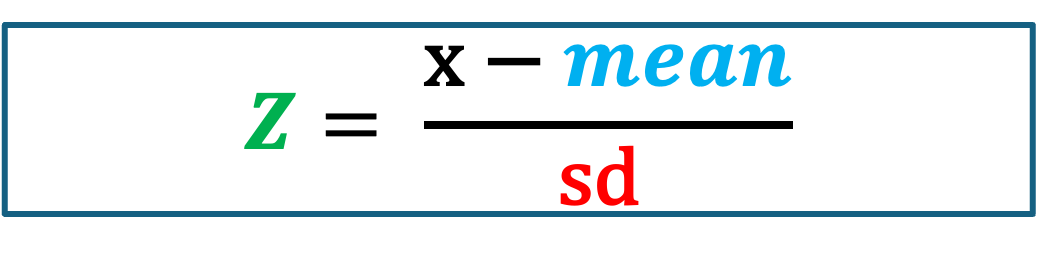 z = x − mean
sd